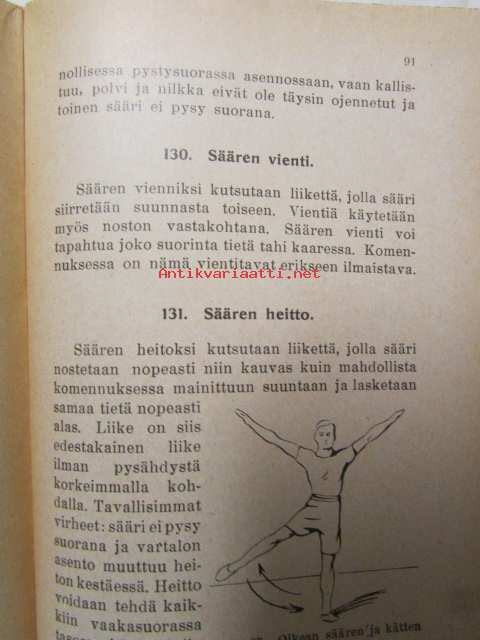 91
nollisessa pystysuorassa asennossaan, vaan kallis-
tuu, polvi ja nilkka eivät ole täysin ojennetut ja
toinen sääri ei pysy suorana.
130. Säären vienti.
Säären vienniksi kutsutaan liikettä, jolla sääri
siirretään suunnasta toiseen. Vientiä käytetään
myös noston vastakohtana. Säären vienti voi
tapahtua joko suorinta tietä tahi kaaressa. Komen-
nuksessa on nämä vientitavat erikseen ilmaistava.
Antikvariaatti.net
131. Säären heitto.
Säären heitoksi kutsutaan liikettä, jolla sääri
nostetaan nopeasti niin kauvas kuin mahdollista
komennuksessa mainittuun suuntaan ja lasketaan
samaa tietä nopeasti
alas. Liike on siis
edestakainen liike
ilman pysähdystä
korkeimmalla koh-
dalla. Tavallisimmat
virheet: sääri ei pysy
suorana ja vartalon
asento muuttuu hei-
ton kestäessä. Heitto
voidaan tehdä kaik-
kiin vaakasuorassa
Oikean säären ja kätten